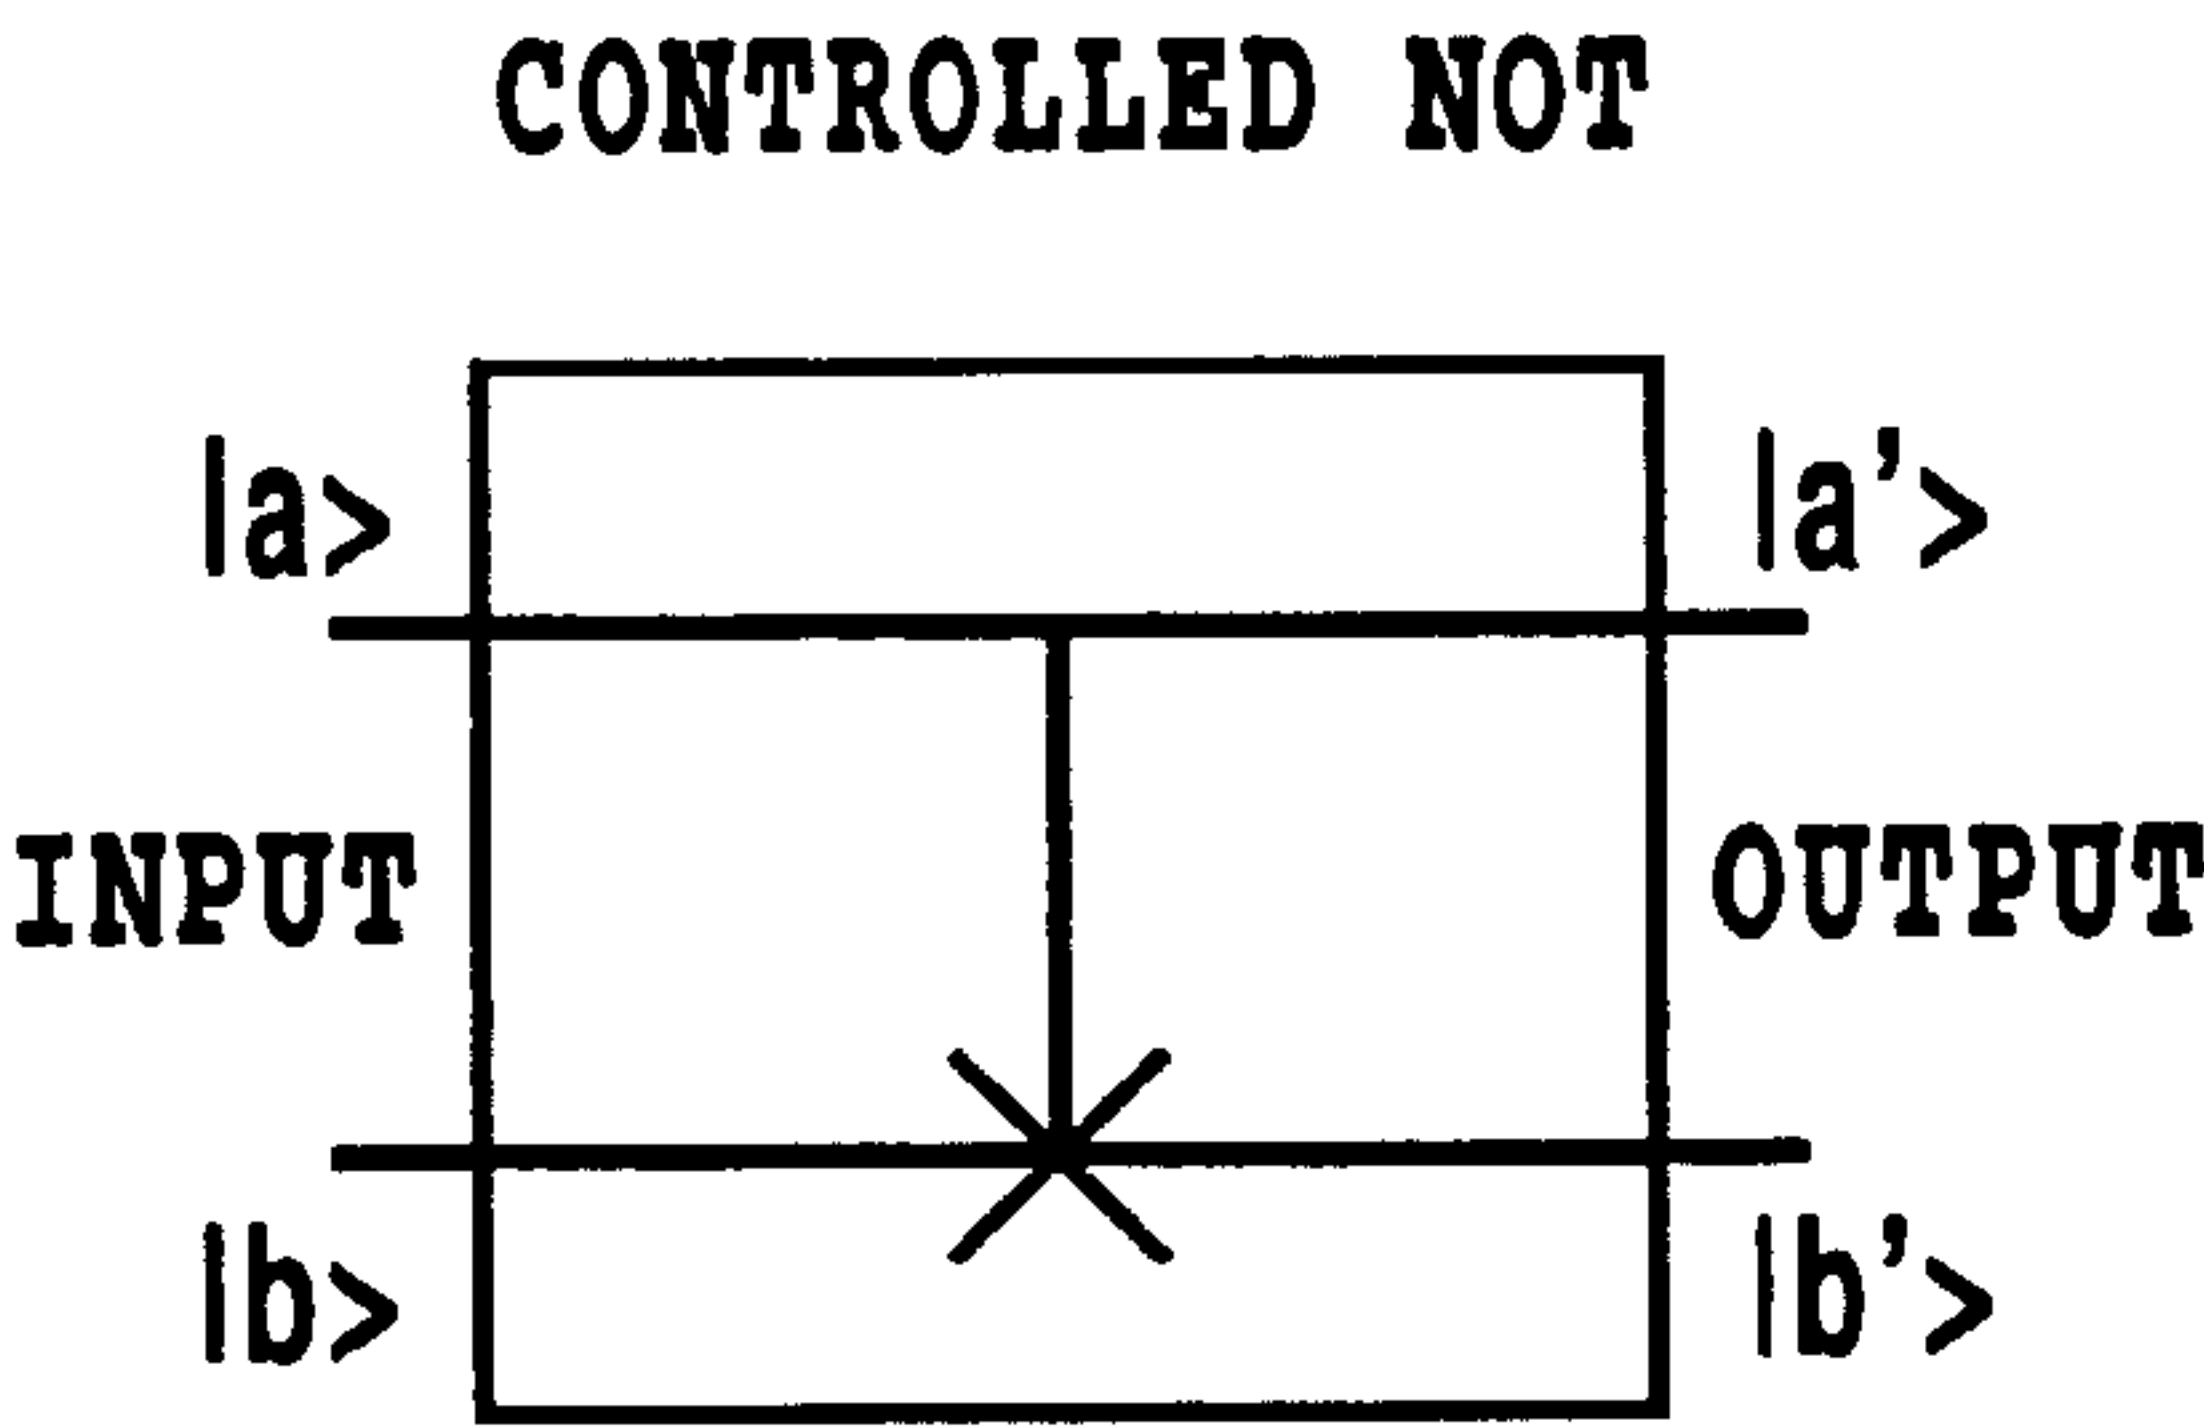 CONTROLLED NOT
|a> |a'>
INPUT OUTPUT
|b> |b'>